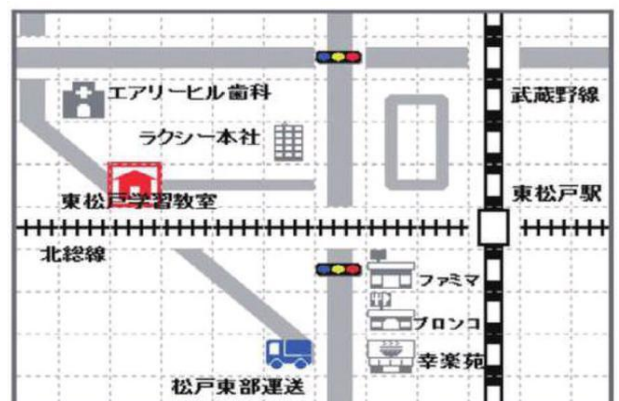 エアリーヒル歯科
武蔵野線
ラクシー本社
東松戸学習教室
東松戸駅
北総線
ファミマ
ブロンコ
幸楽苑
松戸東部運送